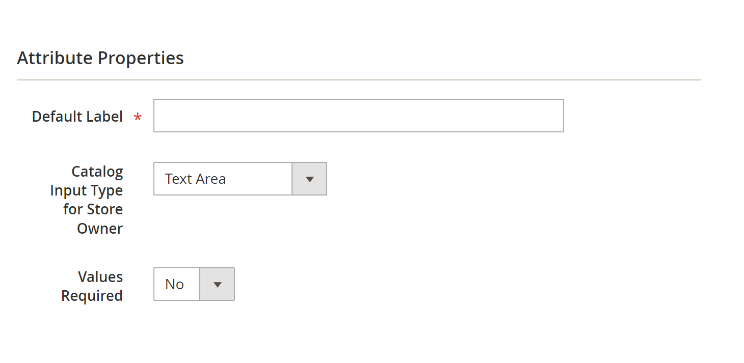 Attribute Properties
Default Label *
Catalog
Input Type
for Store
Owner
Text Area
Values
Required
No